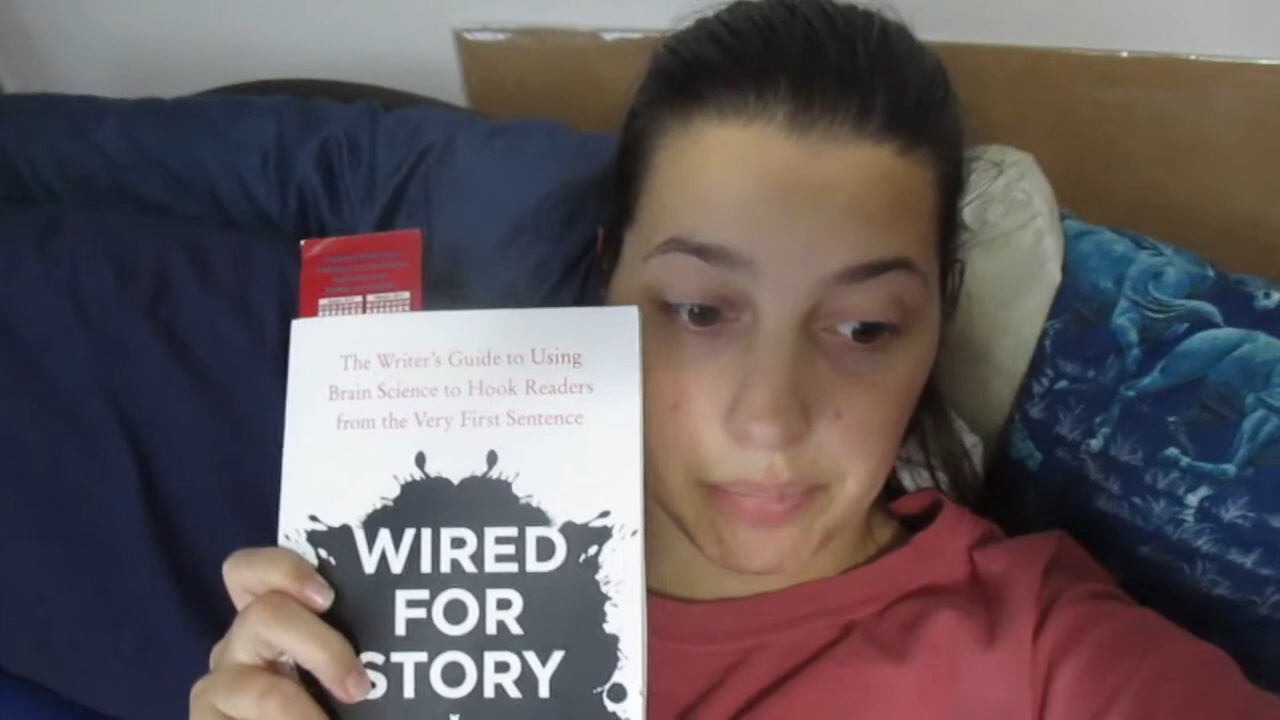 The Writer's Guide to Using
Brain Science to Hook Readers
from the Very First Sentence
WIRED
FOR
STORY